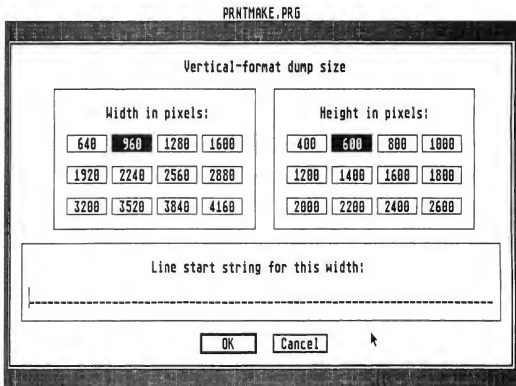 PRNTMAKE.PRG
Vertical-format dump size
Width in pixels: Height in pixels:
640 960 1280 1600 400 600 800 1000
1920 2240 2560 2880 1200 1400 1600 1800
3200 3520 3840 4160 2000 2200 2400 2600
Line start string for this width:
OK Cancel